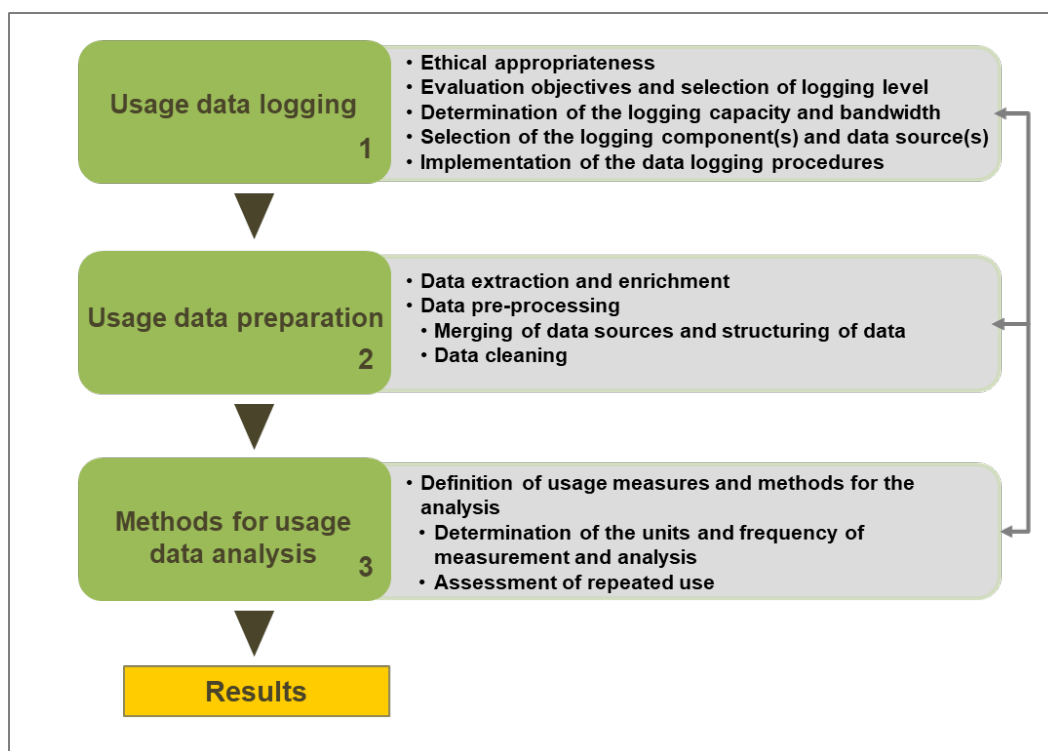 Usage data logging
1
• Ethical appropriateness
• Evaluation objectives and selection of logging level
• Determination of the logging capacity and bandwidth
• Selection of the logging component(s) and data source(s)
• Implementation of the data logging procedures
Usage data preparation
2
• Data extraction and enrichment
• Data pre-processing
• Merging of data sources and structuring of data
• Data cleaning
Methods for usage
data analysis
3
• Definition of usage measures and methods for the
analysis
• Determination of the units and frequency of
measurement and analysis
• Assessment of repeated use
Results